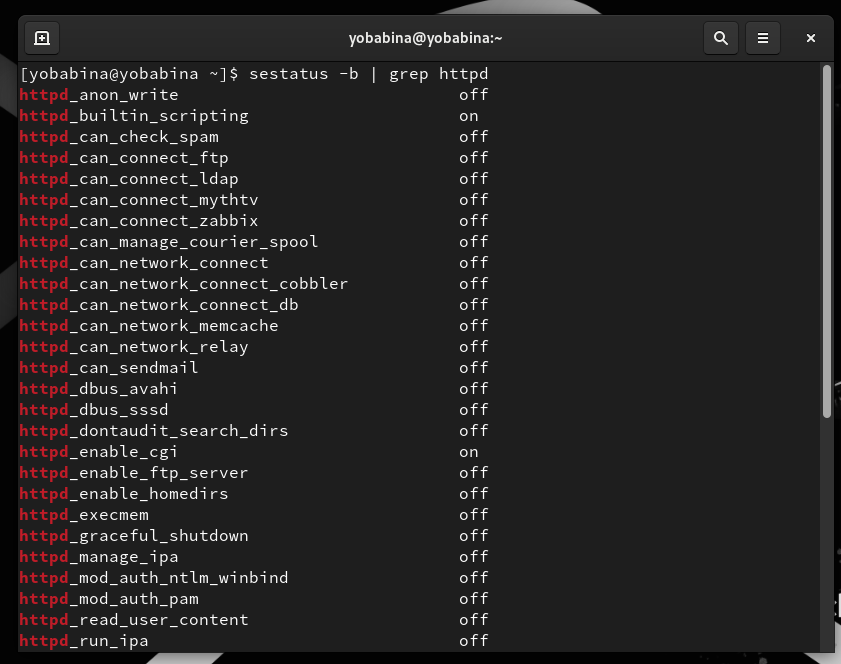 yobabina@yobabina:~
[yobabina@yobabina ~]$ sestatus -b | grep httpd
httpd_anon_write off
httpd_builtin_scripting on
httpd_can_check_spam off
httpd_can_connect_ftp off
httpd_can_connect_ldap off
httpd_can_connect_mythtv off
httpd_can_connect_zabbix off
httpd_can_manage_courier_spool off
httpd_can_network_connect off
httpd_can_network_connect_cobbler off
httpd_can_network_connect_db off
httpd_can_network_memcache off
httpd_can_network_relay off
httpd_can_sendmail off
httpd_dbus_avahi off
httpd_dbus_sssd off
httpd_dontaudit_search_dirs off
httpd_enable_cgi on
httpd_enable_ftp_server off
httpd_enable_homedirs off
httpd_execmem off
httpd_graceful_shutdown off
httpd_manage_ipa off
httpd_mod_auth_ntlm_winbind off
httpd_mod_auth_pam off
httpd_read_user_content off
httpd_run_ipa off